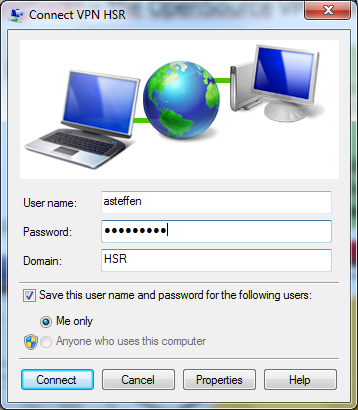 Connect VPN HSR
User name: asteffen
Password: ●●●●●●●●●
Domain: HSR
Save this user name and password for the following users:
Me only
Anyone who uses this computer
Connect Cancel Properties Help